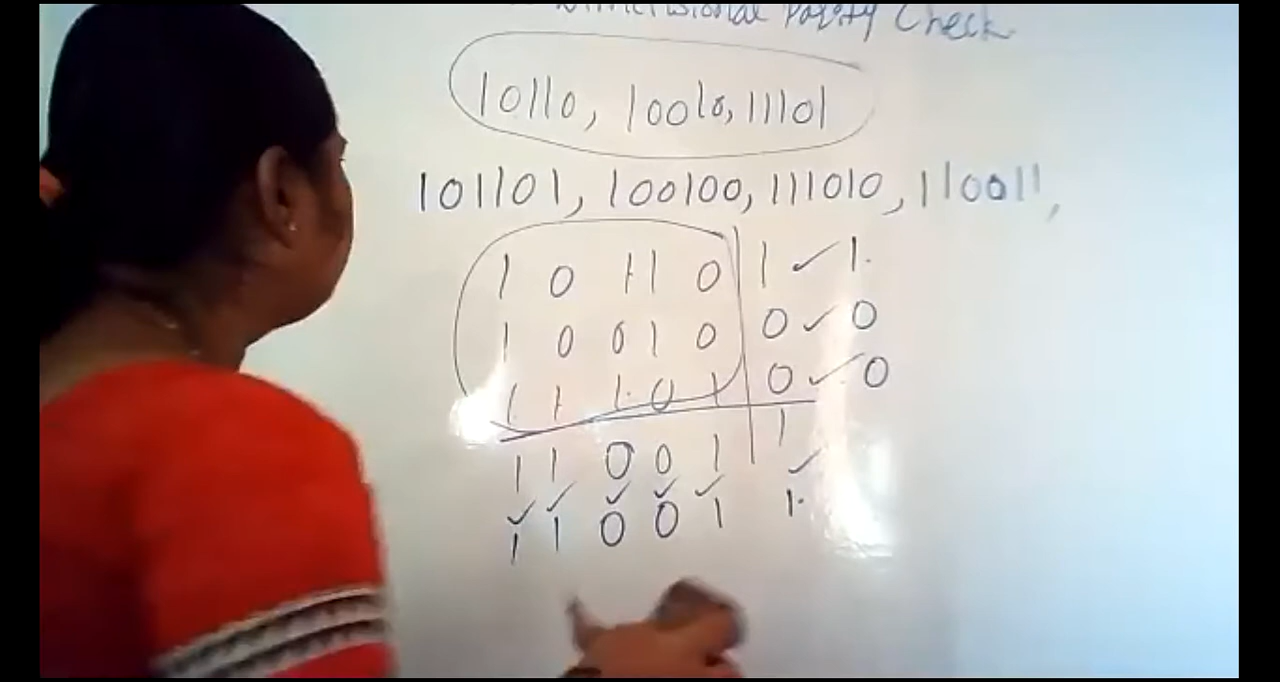 Dimensional Parity Check
10110, 10010, 11101
101101, 100100, 111010, 110011,
1 0 1 1 0 | 1 ✓ 1.
1 0 0 1 0 0 ✓ 0
1 1 1. 0 1 0 ✓ 0
1 1 0 0 1 | 1
✓ ✓ ✓ ✓ ✓ ✓
1 1 0 0 1 1.